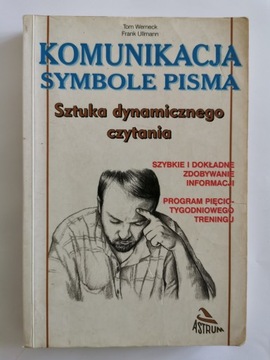 Tom Werneck
Frank Ullmann
KOMUNIKACJA
SYMBOLE PISMA
Sztuka dynamicznego
czytania
SZYBKIE I DOKŁADNE
ZDOBYWANIE
INFORMACJI
PROGRAM PIĘCIO-
TYGODNIOWEGO
TRENINGU
ASTRUM